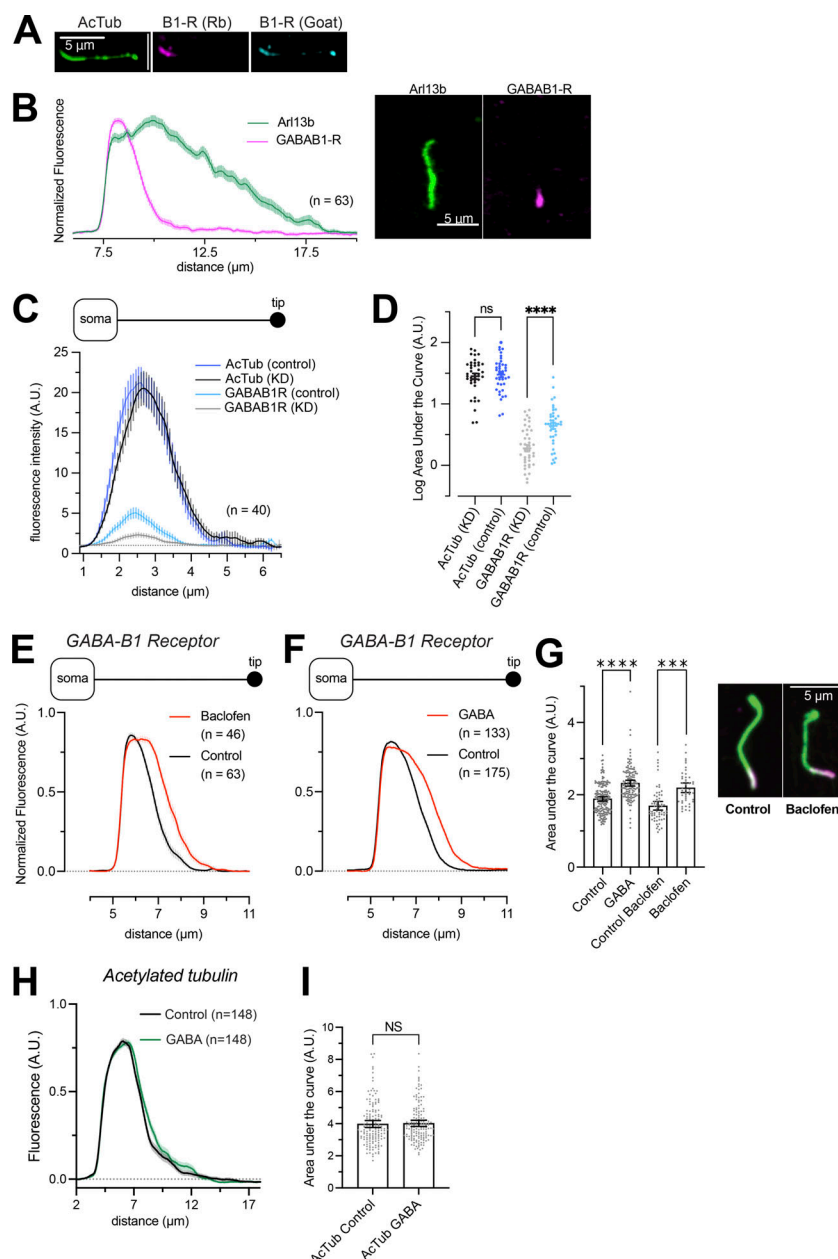 A
AcTub
B1-R (Rb)
B1-R (Goat)
5 µm
B
Normalized Fluorescence
Arl13b
GABAB1-R
(n = 63)
7.5
12.5
17.5
distance (µm)
Arl13b
GABAB1-R
5 µm
C
soma
tip
fluorescence intensity (A.U.)
25
20
15
10
5
0
AcTub (control)
AcTub (KD)
GABAB1R (control)
GABAB1R (KD)
(n = 40)
1
2
3
4
5
6
distance (µm)
D
Log Area Under the Curve (A.U.)
2
1
0
ns
****
AcTub (KD)
AcTub (control)
GABAB1R (KD)
GABAB1R (control)
E
GABA-B1 Receptor
soma
tip
Normalized Fluorescence
1.0
0.5
0.0
Baclofen
(n = 46)
Control
(n = 63)
5
7
9
11
distance (µm)
F
GABA-B1 Receptor
soma
tip
1.0
0.5
0.0
GABA
(n = 133)
Control
(n = 175)
5
7
9
11
distance (µm)
G
Area under the curve (A.U.)
6
4
2
0
****
***
Control
GABA
Control Baclofen
Baclofen
5 µm
Control
Baclofen
H
Acetylated tubulin
Fluorescence (A.U.)
1.0
0.5
0.0
Control (n=148)
GABA (n=148)
2
7
12
17
distance (µm)
I
Area under the curve (A.U.)
10
8
6
4
2
0
NS
AcTub Control
AcTub GABA